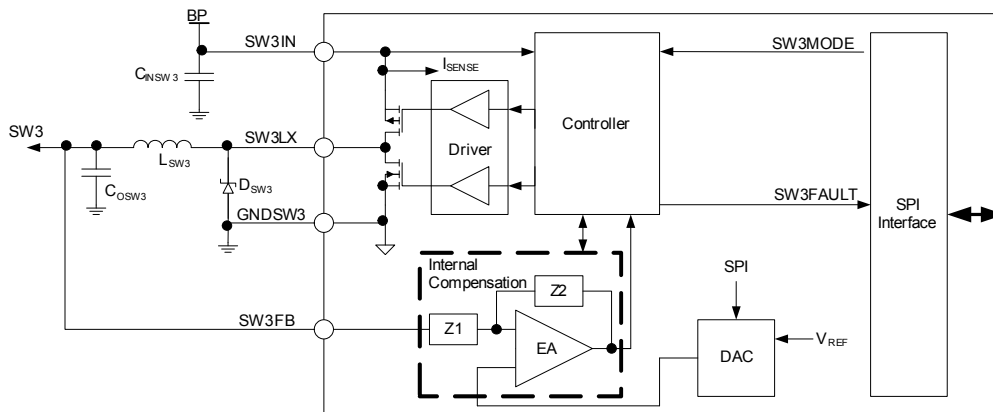 BP
SW3IN
SW3MODE
CINSW3
ISENSE
Controller
SW3
SW3LX
Driver
LSW3
COSW3
DSW3
SW3FAULT
SPI
Interface
GNDSW3
Internal
Compensation
SPI
Z2
SW3FB
Z1
EA
DAC
VREF